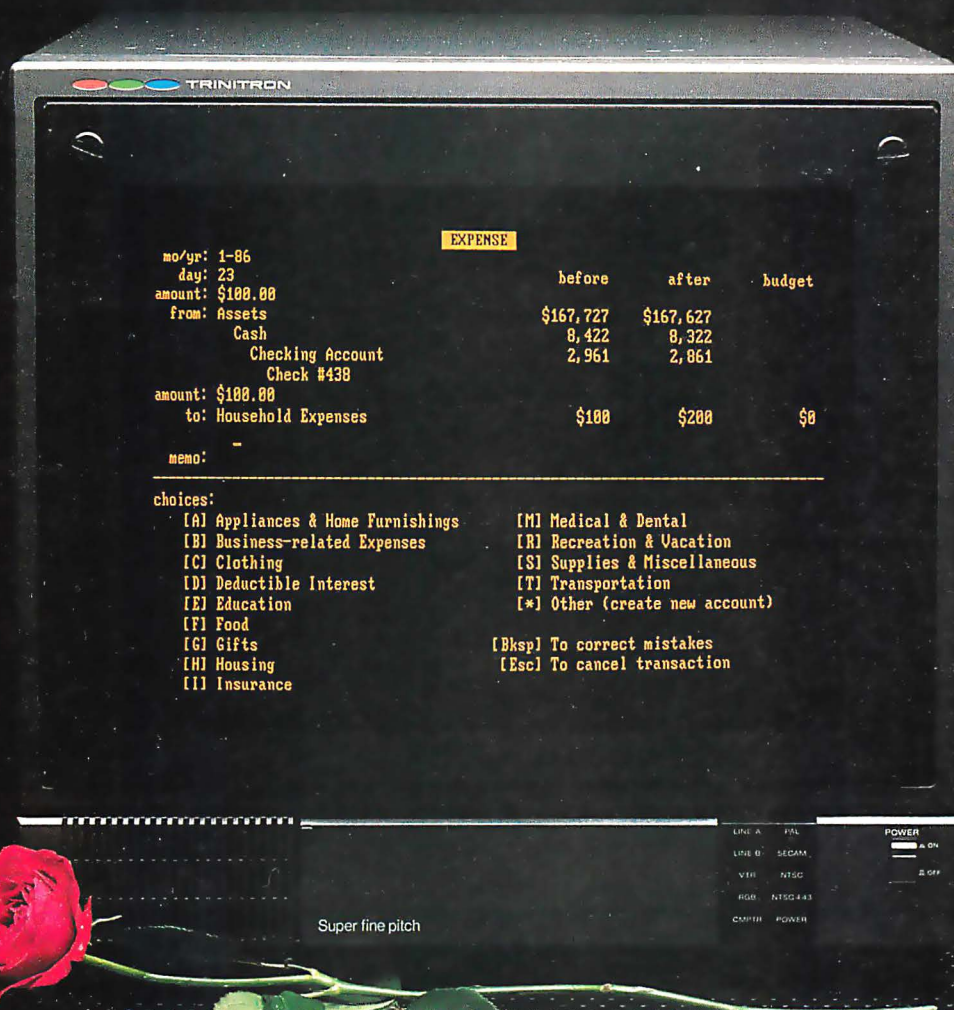 TRINITRON
EXPENSE
mo/yr: 1-86
day: 23
before after budget
amount: $100.00
from: Assets $167,727 $167,627
Cash 8,422 8,322
Checking Account 2,961 2,861
Check #438
amount: $100.00
to: Household Expenses $100 $200 $0
memo:
choices:
[A] Appliances & Home Furnishings [M] Medical & Dental
[B] Business-related Expenses [R] Recreation & Vacation
[C] Clothing [S] Supplies & Miscellaneous
[D] Deductible Interest [T] Transportation
[E] Education [*] Other (create new account)
[F] Food
[G] Gifts [Bksp] To correct mistakes
[H] Housing [Esc] To cancel transaction
[I] Insurance
LINE A PAL POWER
LINE B SECAM ON
VTR NTSC OFF
RGB NTSC 4.43
CMPTR POWER
Super fine pitch